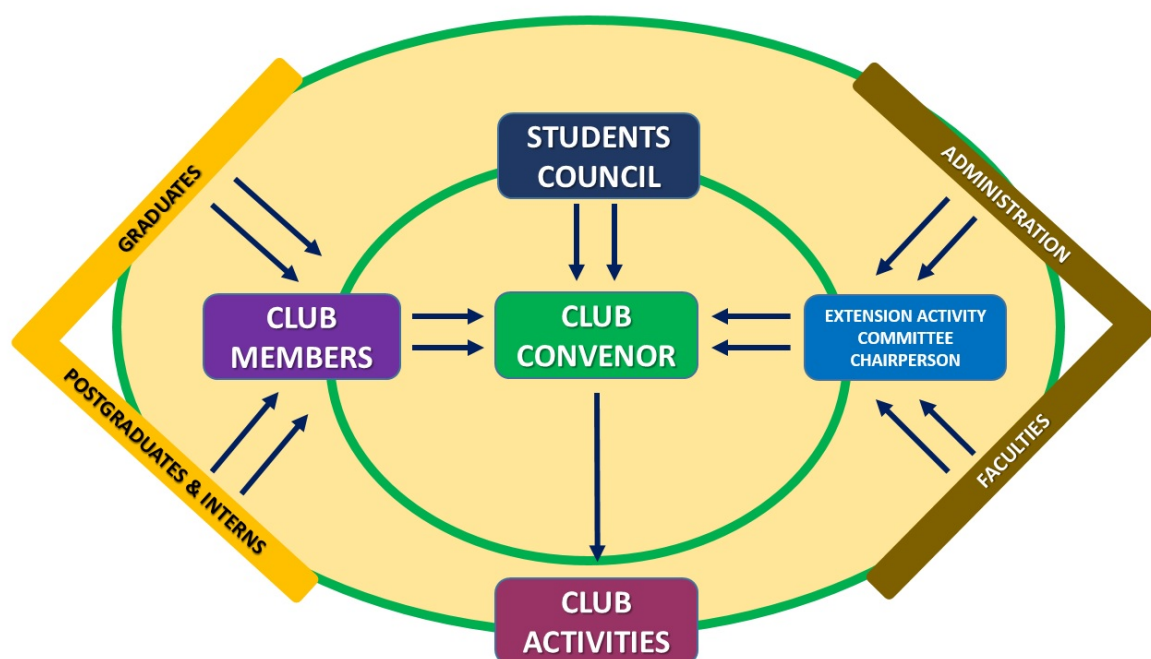 STUDENTS
COUNCIL
GRADUATES
ADMINISTRATION
CLUB
MEMBERS
CLUB
CONVENOR
EXTENSION ACTIVITY
COMMITTEE
CHAIRPERSON
POSTGRADUATES & INTERNS
FACULTIES
CLUB
ACTIVITIES